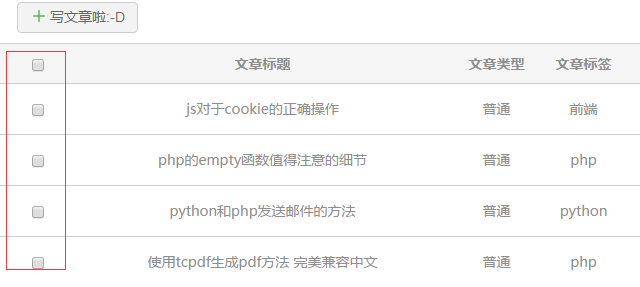 写文章啦:-D
文章标题 文章类型 文章标签
js对于cookie的正确操作 普通 前端
php的empty函数值得注意的细节 普通 php
python和php发送邮件的方法 普通 python
使用tcpdf生成pdf方法 完美兼容中文 普通 php